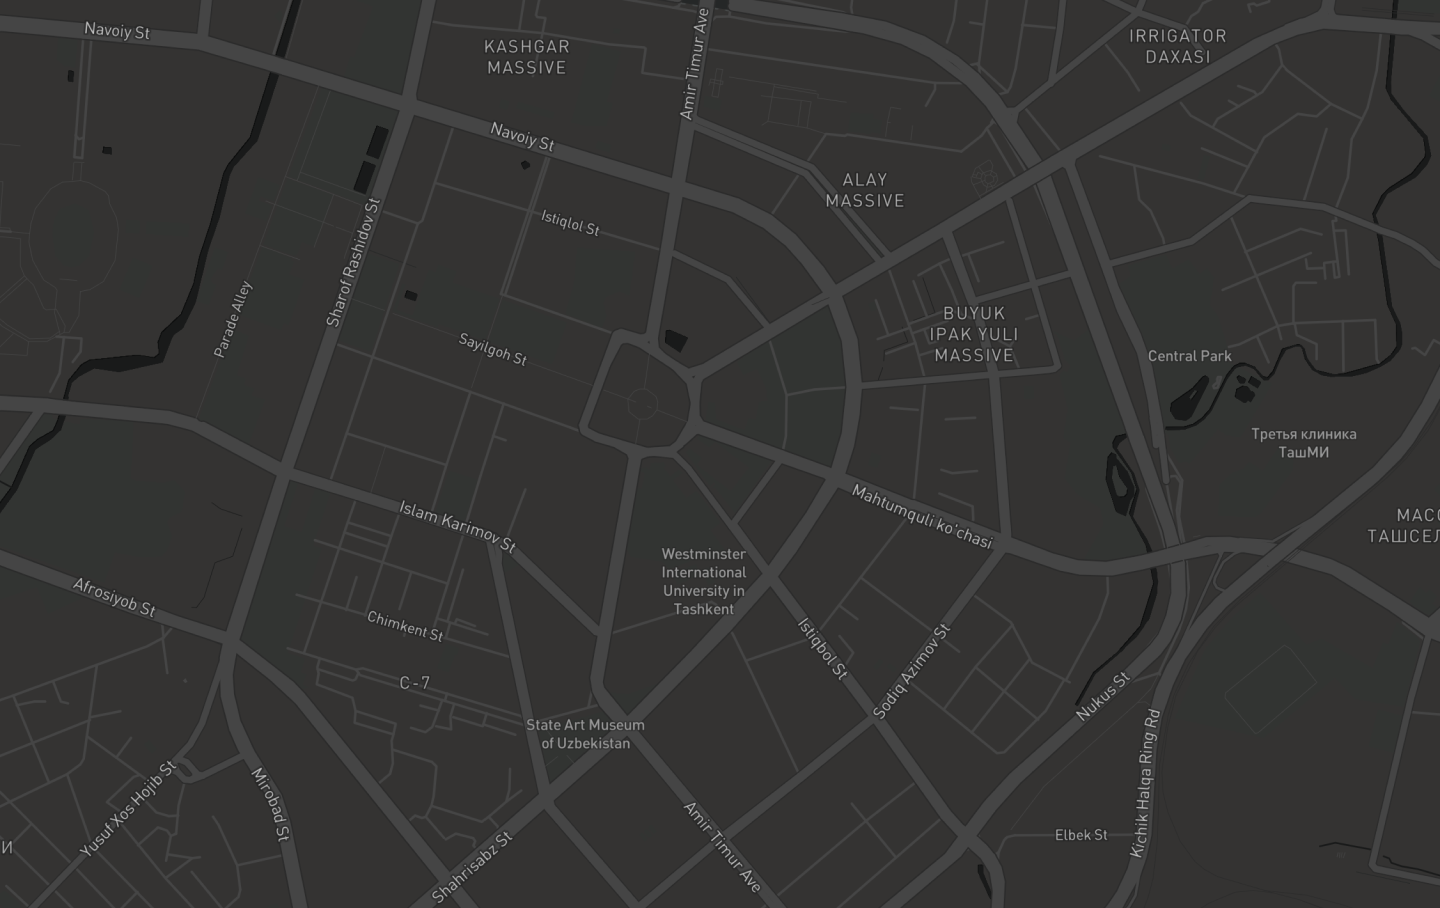 Navoiy St
KASHGAR
MASSIVE
Amir Timur Ave
IRRIGATOR
DAXASI
Navoiy St
ALAY
MASSIVE
Istiqlol St
Sharof Rashidov St
Parade Alley
Sayilgoh St
BUYUK
IPAK YULI
MASSIVE
Central Park
Третья клиника
ТашМИ
Mahtumquli ko'chasi
Islam Karimov St
МАСС
ТАШСЕЛ
Westminster
International
University in
Tashkent
Afrosiyob St
Chimkent St
Istiqbol St
Sodiq Azimov St
C-7
Nukus St
State Art Museum
of Uzbekistan
Kichik Halqa Ring Rd
Yusuf Xos Hojib St
Mirobad St
Amir Timur Ave
Elbek St
Shahrisabz St
И